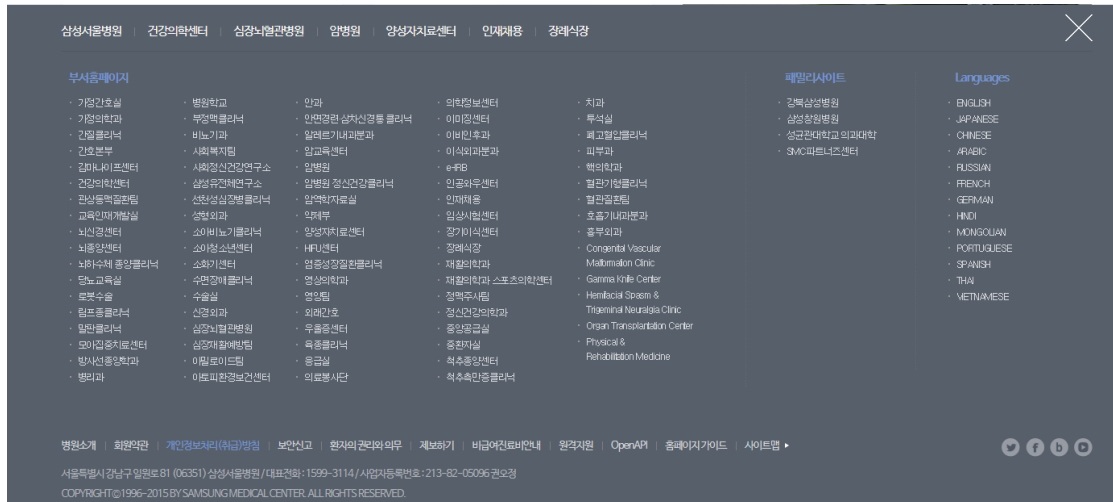 삼성서울병원 | 건강의학센터 | 심장뇌혈관병원 | 암병원 | 양성자치료센터 | 인재채용 | 장례식장
부서홈페이지
· 가정간호실
· 가정의학과
· 간질클리닉
· 간호본부
· 감마나이프센터
· 건강의학센터
· 관상동맥질환팀
· 교육인재개발실
· 뇌신경센터
· 뇌종양센터
· 뇌하수체 종양클리닉
· 당뇨교육실
· 로봇수술
· 림프종클리닉
· 말판클리닉
· 모아집중치료센터
· 방사선종양학과
· 병리과
· 병원학교
· 부정맥클리닉
· 비뇨기과
· 사회복지팀
· 사회정신건강연구소
· 삼성유전체연구소
· 선천성심장병클리닉
· 성형외과
· 소아비뇨기클리닉
· 소아청소년센터
· 소화기센터
· 수면장애클리닉
· 수술실
· 신경외과
· 심장뇌혈관병원
· 심장재활예방팀
· 아밀로이드팀
· 아토피환경보건센터
· 안과
· 안면경련·삼차신경통 클리닉
· 알레르기내과분과
· 암교육센터
· 암병원
· 암병원 정신건강클리닉
· 암역학자료실
· 약제부
· 양성자치료센터
· HIFU센터
· 염증성장질환클리닉
· 영상의학과
· 영양팀
· 외래간호
· 우울증센터
· 육종클리닉
· 응급실
· 의료봉사단
· 의학정보센터
· 이미징센터
· 이비인후과
· 이식외과분과
· e-IRB
· 인공와우센터
· 인재채용
· 임상시험센터
· 장기이식센터
· 장례식장
· 재활의학과
· 재활의학과 스포츠의학센터
· 정맥주사팀
· 정신건강의학과
· 중앙공급실
· 중환자실
· 척추종양센터
· 척추측만증클리닉
· 치과
· 투석실
· 폐고혈압클리닉
· 피부과
· 핵의학과
· 혈관기형클리닉
· 혈관질환팀
· 호흡기내과분과
· 흉부외과
· Congenital Vascular
Malformation Clinic
· Gamma Knife Center
· Hemifacial Spasm &
Trigeminal Neuralgia Clinic
· Organ Transplantation Center
· Physical &
Rehabilitation Medicine
패밀리사이트
· 강북삼성병원
· 삼성창원병원
· 성균관대학교 의과대학
· SMC파트너즈센터
Languages
· ENGLISH
· JAPANESE
· CHINESE
· ARABIC
· RUSSIAN
· FRENCH
· GERMAN
· HINDI
· MONGOLIAN
· PORTUGUESE
· SPANISH
· THAI
· VIETNAMESE
병원소개 | 회원약관 | 개인정보처리(취급)방침 | 보안신고 | 환자의 권리와 의무 | 제보하기 | 비급여진료비안내 | 원격지원 | OpenAPI | 홈페이지 가이드 | 사이트맵 ▸
서울특별시 강남구 일원로 81 (06351) 삼성서울병원 / 대표전화 : 1599-3114 / 사업자등록번호 : 213-82-05096 권오정
COPYRIGHT©1996-2015 BY SAMSUNG MEDICAL CENTER. ALL RIGHTS RESERVED.